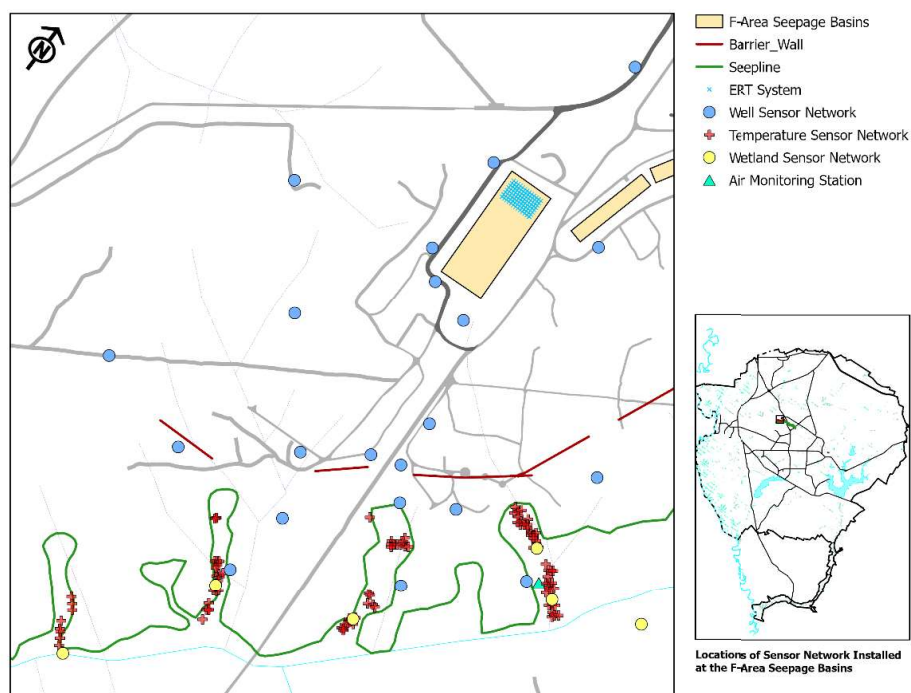 N
F-Area Seepage Basins
Barrier_Wall
Seepline
ERT System
Well Sensor Network
Temperature Sensor Network
Wetland Sensor Network
Air Monitoring Station
Locations of Sensor Network Installed
at the F-Area Seepage Basins